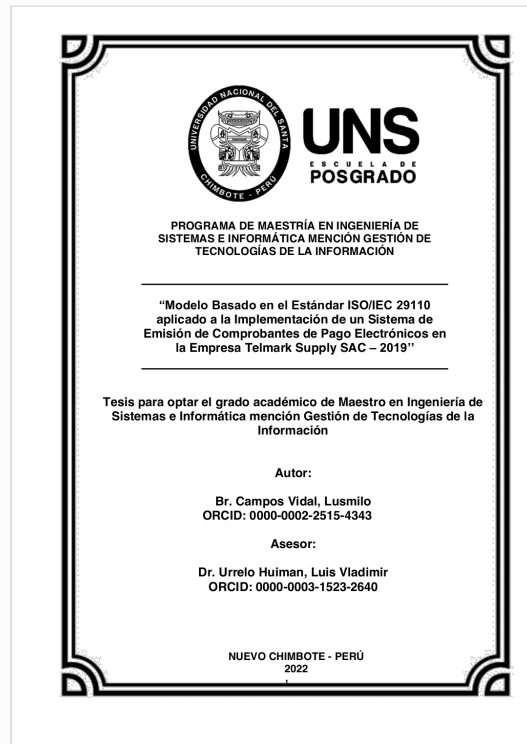 UNIVERSIDAD NACIONAL DEL SANTA
CHIMBOTE - PERÚ
UNS
ESCUELA DE
POSGRADO
PROGRAMA DE MAESTRÍA EN INGENIERÍA DE
SISTEMAS E INFORMÁTICA MENCIÓN GESTIÓN DE
TECNOLOGÍAS DE LA INFORMACIÓN
“Modelo Basado en el Estándar ISO/IEC 29110
aplicado a la Implementación de un Sistema de
Emisión de Comprobantes de Pago Electrónicos en
la Empresa Telmark Supply SAC – 2019’’
Tesis para optar el grado académico de Maestro en Ingeniería de
Sistemas e Informática mención Gestión de Tecnologías de la
Información
Autor:
Br. Campos Vidal, Lusmilo
ORCID: 0000-0002-2515-4343
Asesor:
Dr. Urrelo Huiman, Luis Vladimir
ORCID: 0000-0003-1523-2640
NUEVO CHIMBOTE - PERÚ
2022